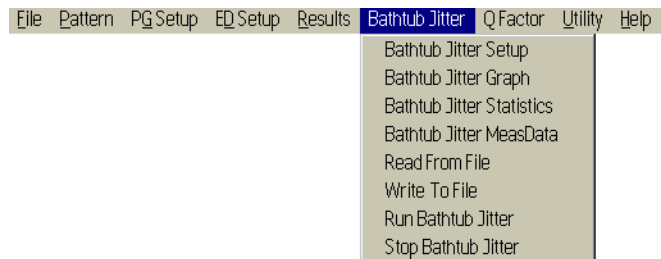 File Pattern PG Setup ED Setup Results Bathtub Jitter Q Factor Utility Help
Bathtub Jitter Setup
Bathtub Jitter Graph
Bathtub Jitter Statistics
Bathtub Jitter MeasData
Read From File
Write To File
Run Bathtub Jitter
Stop Bathtub Jitter